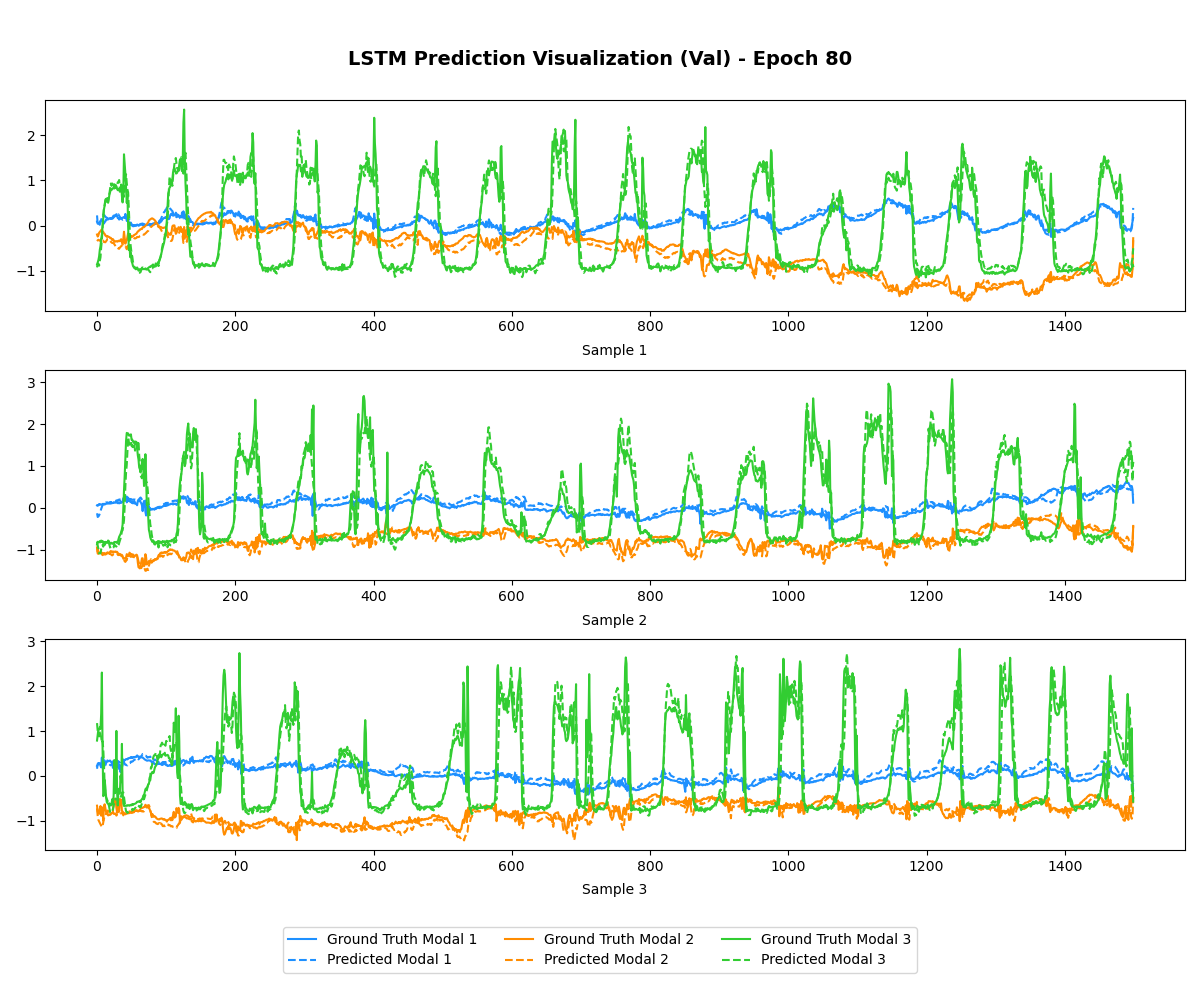 LSTM Prediction Visualization (Val) - Epoch 80
2
1
0
−1
0 200 400 600 800 1000 1200 1400
Sample 1
3
2
1
0
−1
0 200 400 600 800 1000 1200 1400
Sample 2
3
2
1
0
−1
0 200 400 600 800 1000 1200 1400
Sample 3
Ground Truth Modal 1 Ground Truth Modal 2 Ground Truth Modal 3
Predicted Modal 1 Predicted Modal 2 Predicted Modal 3